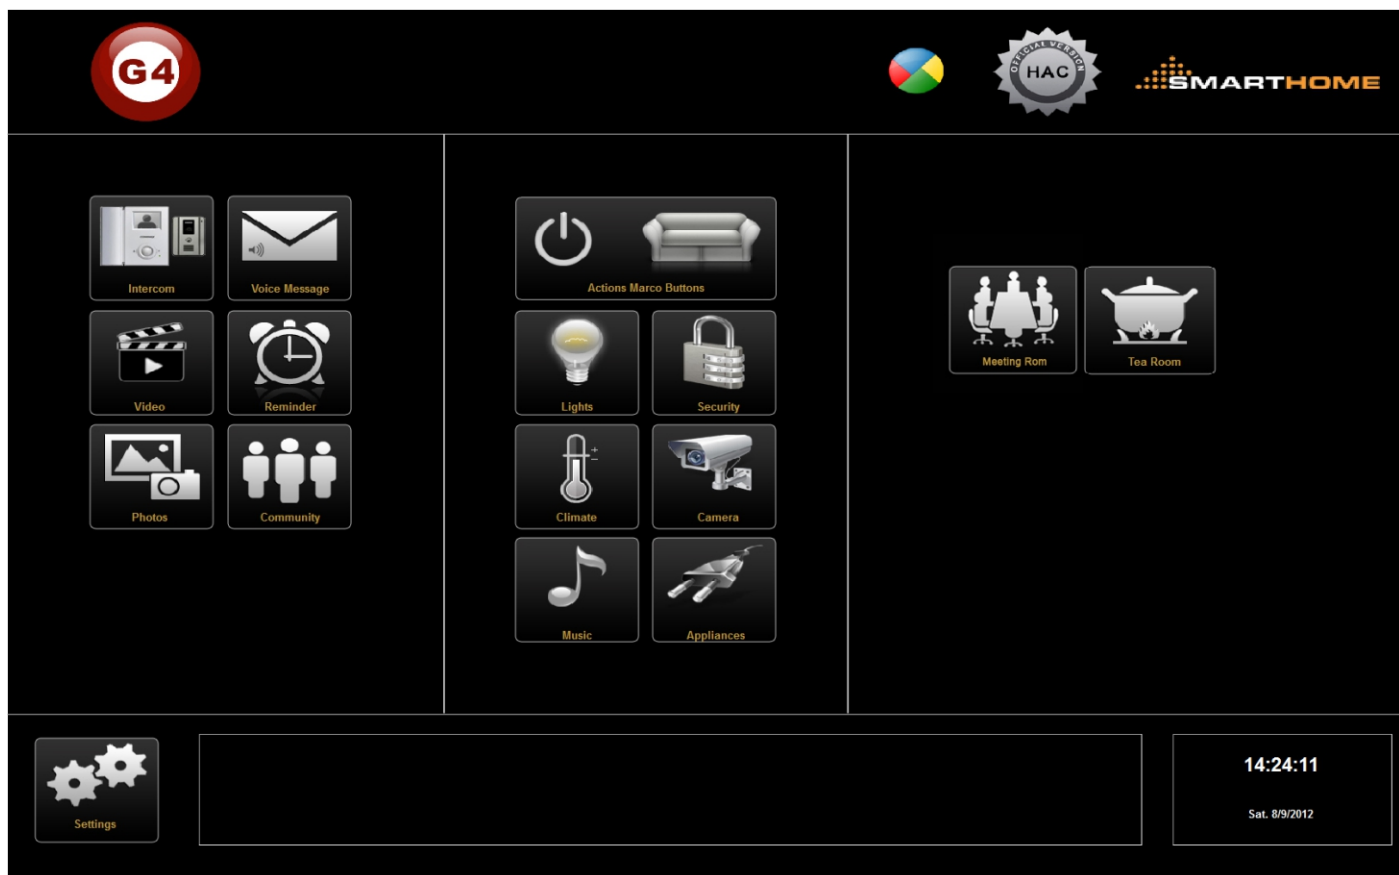 G4
OFFICIAL VERSION
HAC
SMARTHOME
Intercom
Voice Message
Video
Reminder
Photos
Community
Actions Marco Buttons
Lights
Security
Climate
Camera
Music
Appliances
Meeting Rom
Tea Room
Settings
14:24:11
Sat. 8/9/2012